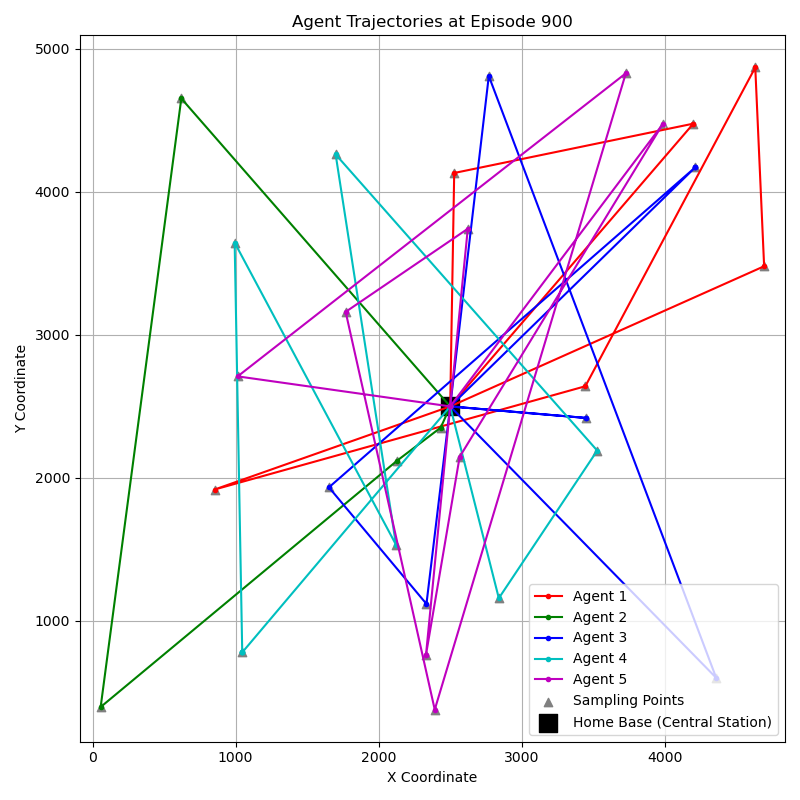 Agent Trajectories at Episode 900
Y Coordinate
5000
4000
3000
2000
1000
0
1000
2000
3000
4000
X Coordinate
Agent 1
Agent 2
Agent 3
Agent 4
Agent 5
Sampling Points
Home Base (Central Station)